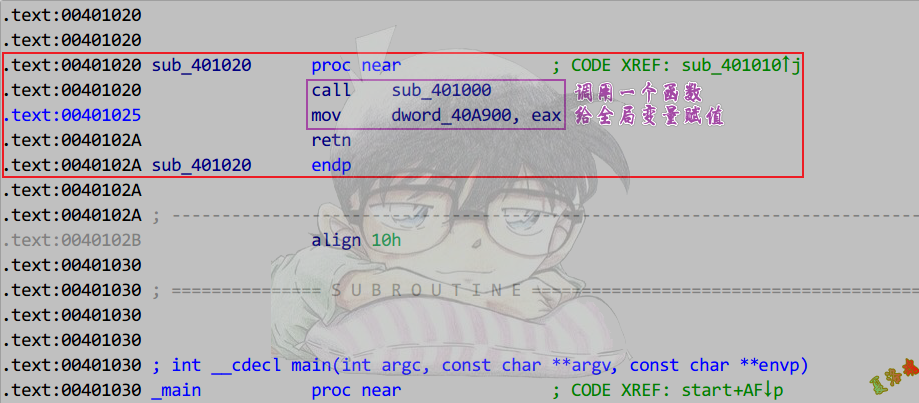 .text:00401020
.text:00401020
.text:00401020 sub_401020 proc near ; CODE XREF: sub_401010↑j
.text:00401020 call sub_401000 调用一个函数
.text:00401025 mov dword_40A900, eax 给全局变量赋值
.text:0040102A retn
.text:0040102A sub_401020 endp
.text:0040102A
.text:0040102A ; ---------------------------------------------------------------------------
.text:0040102B align 10h
.text:00401030
.text:00401030 ; =============== S U B R O U T I N E =======================================
.text:00401030
.text:00401030
.text:00401030 ; int __cdecl main(int argc, const char **argv, const char **envp)
.text:00401030 _main proc near ; CODE XREF: start+AF↓p